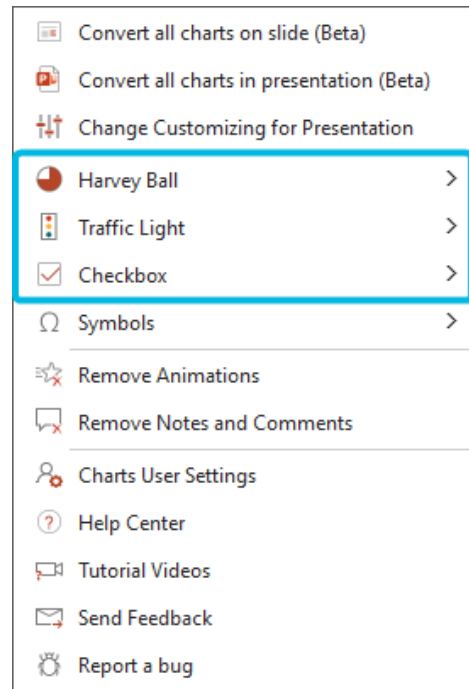 Convert all charts on slide (Beta)
Convert all charts in presentation (Beta)
Change Customizing for Presentation
Harvey Ball
Traffic Light
Checkbox
Symbols
Remove Animations
Remove Notes and Comments
Charts User Settings
Help Center
Tutorial Videos
Send Feedback
Report a bug